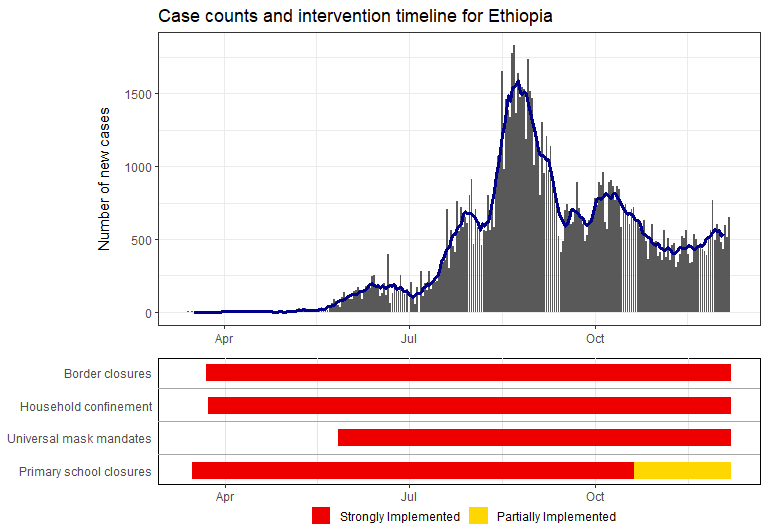 Case counts and intervention timeline for Ethiopia
Number of new cases
1500
1000
500
0
Apr Jul Oct
Border closures
Household confinement
Universal mask mandates
Primary school closures
Apr Jul Oct
Strongly Implemented Partially Implemented